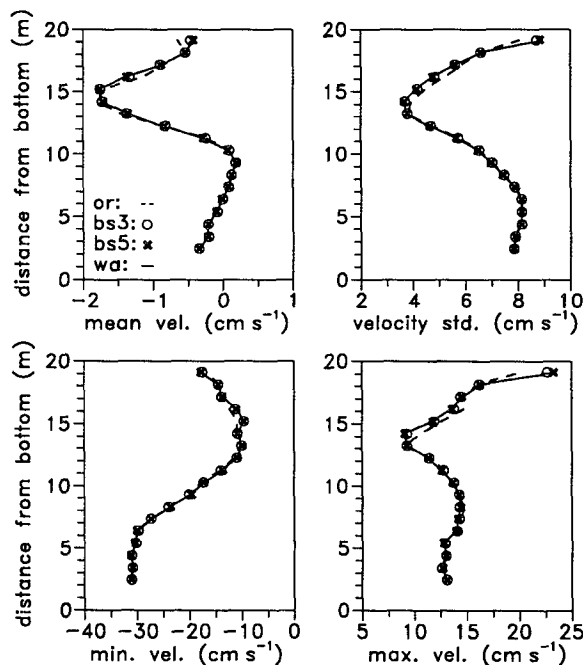 distance from bottom (m)
20
15
10
5
0
or: --
bs3: o
bs5: x
wa: —
−2 −1 0 1
mean vel. (cm s⁻¹)
20
15
10
5
0
2 4 6 8 10
velocity std. (cm s⁻¹)
distance from bottom (m)
20
15
10
5
0
−40 −30 −20 −10 0
min. vel. (cm s⁻¹)
20
15
10
5
0
5 10 15 20 25
max. vel. (cm s⁻¹)